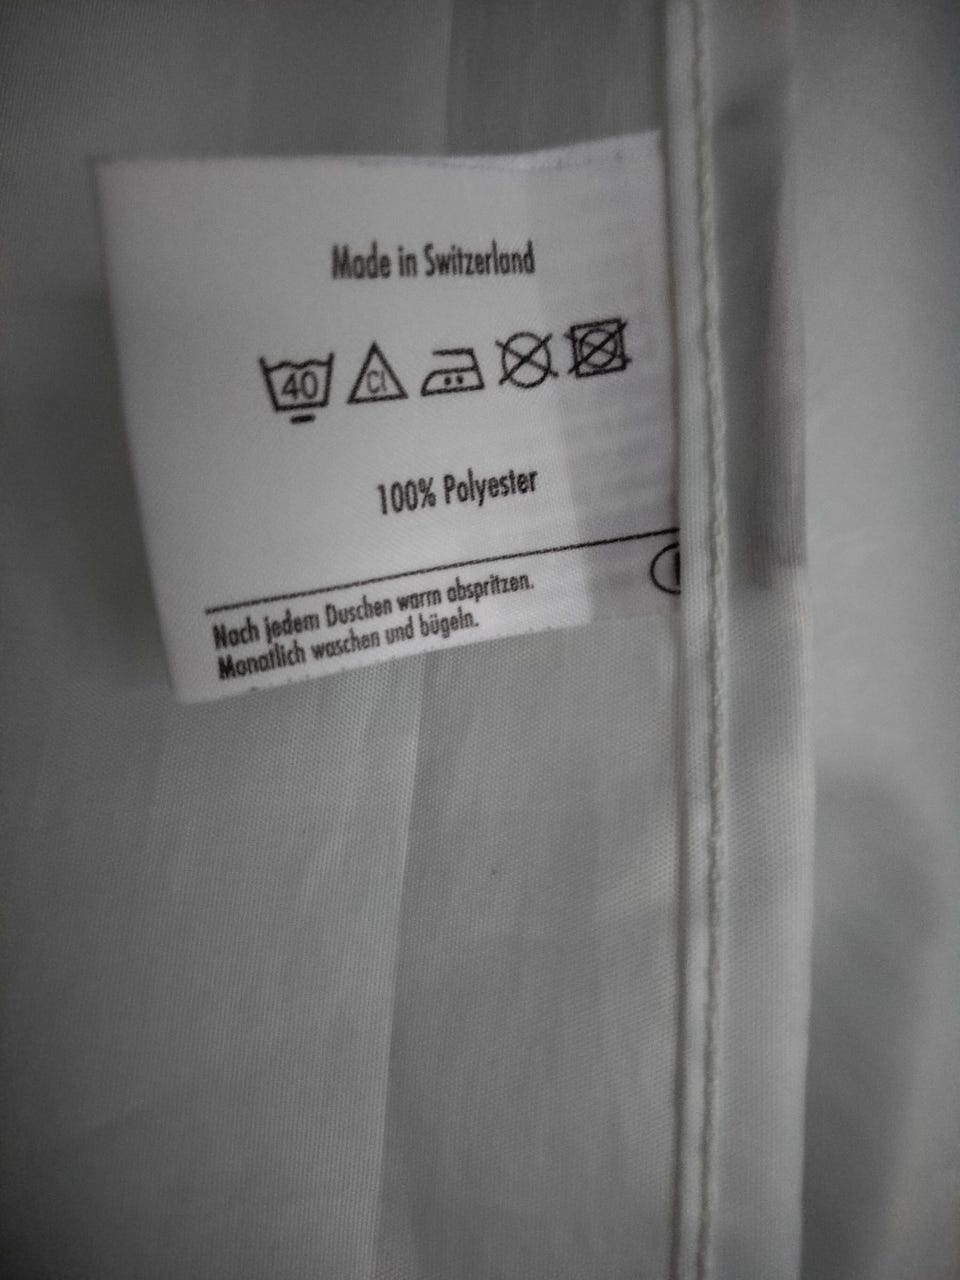 Made in Switzerland
40 Cl
100% Polyester
Nach jedem Duschen warm abspritzen.
Monatlich waschen und bügeln.